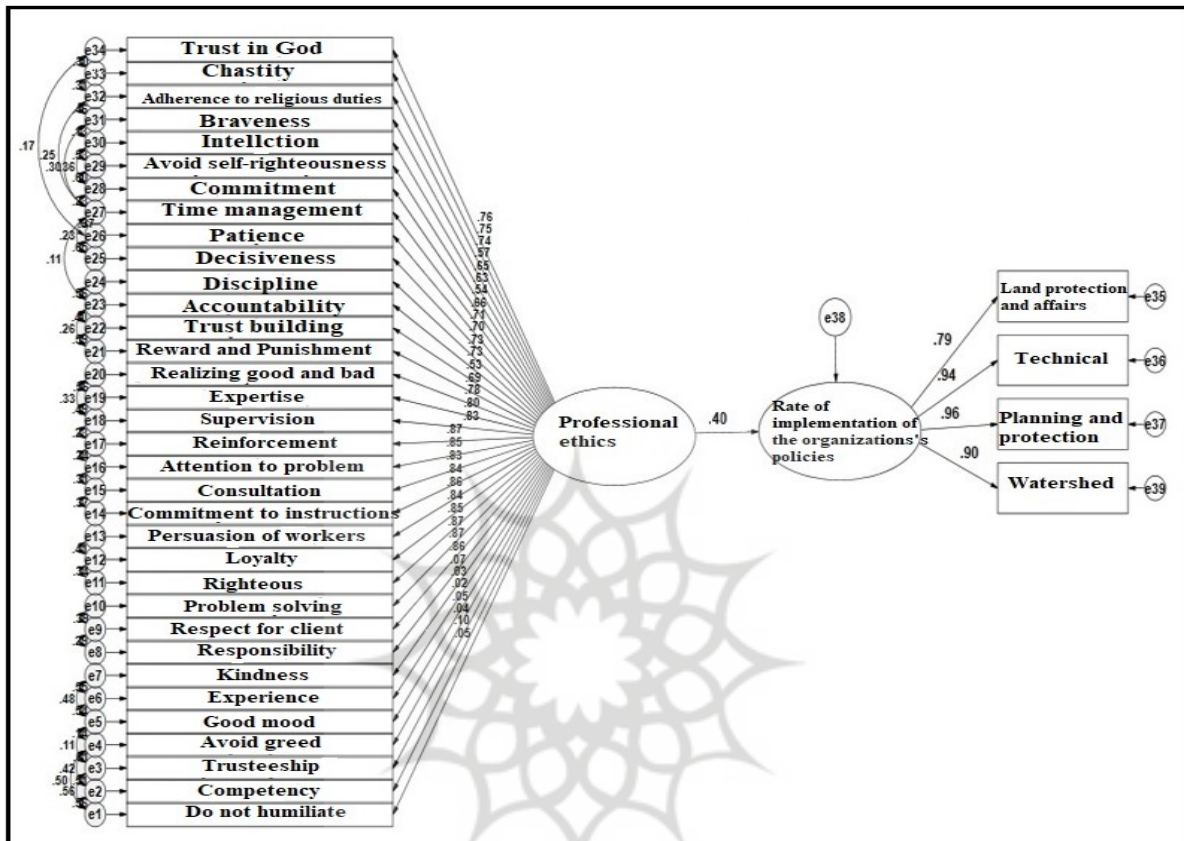 e34 Trust in God
e33 Chastity
e32 Adherence to religious duties
e31 Braveness
e30 Intellction
e29 Avoid self-righteousness
e28 Commitment
e27 Time management
e26 Patience
e25 Decisiveness
e24 Discipline
e23 Accountability
e22 Trust building
e21 Reward and Punishment
e20 Realizing good and bad
e19 Expertise
e18 Supervision
e17 Reinforcement
e16 Attention to problem
e15 Consultation
e14 Commitment to instructions
e13 Persuasion of workers
e12 Loyalty
e11 Righteous
e10 Problem solving
e9 Respect for client
e8 Responsibility
e7 Kindness
e6 Experience
e5 Good mood
e4 Avoid greed
e3 Trusteeship
e2 Competency
e1 Do not humiliate
.17
.25
.30
.36
.23
.11
.26
.33
.48
.11
.42
.50
.56
.76
.75
.74
.57
.65
.63
.54
.66
.71
.70
.73
.73
.53
.69
.78
.80
.83
.87
.85
.83
.84
.86
.84
.85
.87
.87
.86
.07
.03
.02
.05
.04
.10
.05
Professional
ethics
.40
e38
Rate of
implementation of
the organizations's
policies
.79
.94
.96
.90
Land protection
and affairs
e35
Technical
e36
Planning and
protection
e37
Watershed
e39